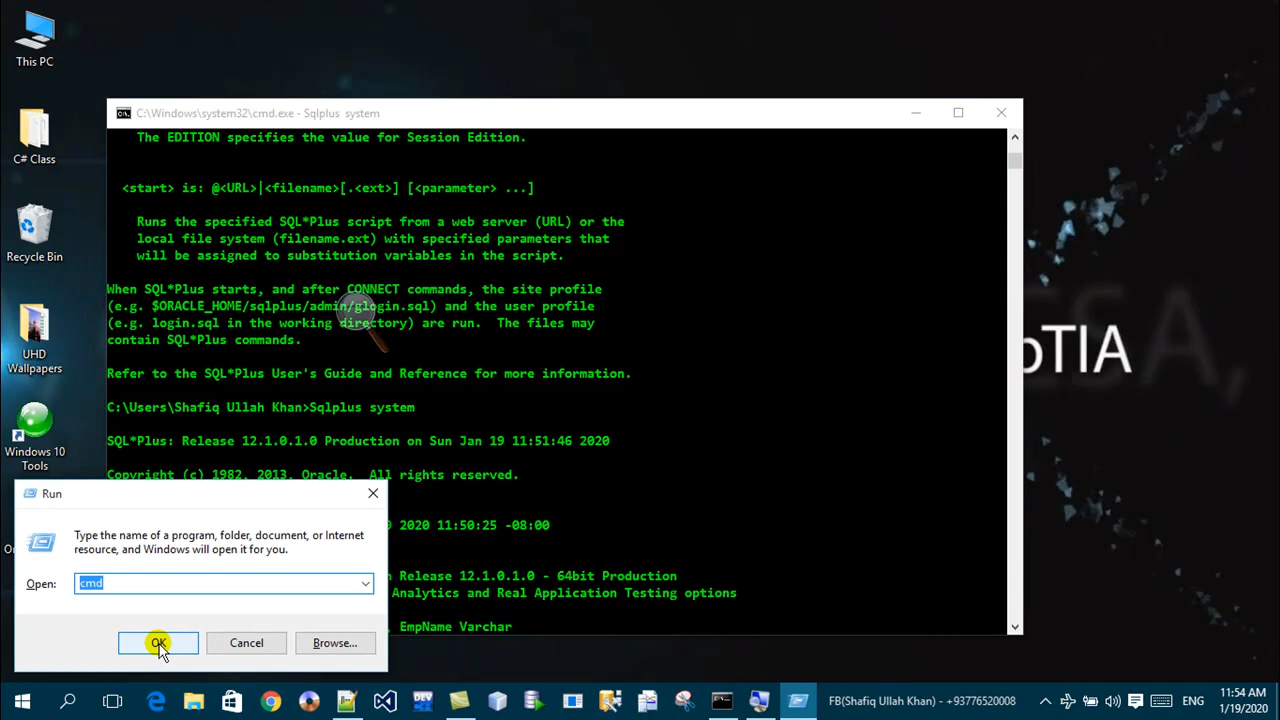 This PC
C# Class
Recycle Bin
UHD
Wallpapers
Windows 10
Tools
C:\Windows\system32\cmd.exe - Sqlplus  system
The EDITION specifies the value for Session Edition.
<start> is: @<URL>|<filename>[.<ext>] [<parameter> ...]
Runs the specified SQL*Plus script from a web server (URL) or the
local file system (filename.ext) with specified parameters that
will be assigned to substitution variables in the script.
When SQL*Plus starts, and after CONNECT commands, the site profile
(e.g. $ORACLE_HOME/sqlplus/admin/glogin.sql) and the user profile
(e.g. login.sql in the working directory) are run.  The files may
contain SQL*Plus commands.
Refer to the SQL*Plus User's Guide and Reference for more information.
C:\Users\Shafiq Ullah Khan>Sqlplus system
SQL*Plus: Release 12.1.0.1.0 Production on Sun Jan 19 11:51:46 2020
Copyright (c) 1982, 2013, Oracle.  All rights reserved.
2020 11:50:25 -08:00
Release 12.1.0.1.0 - 64bit Production
Analytics and Real Application Testing options
, EmpName Varchar
Run
Type the name of a program, folder, document, or Internet
resource, and Windows will open it for you.
Open:
cmd
OK
Cancel
Browse...
pTIA
SA,
FB(Shafiq Ullah Khan) - +93776520008
ENG
11:54 AM
1/19/2020